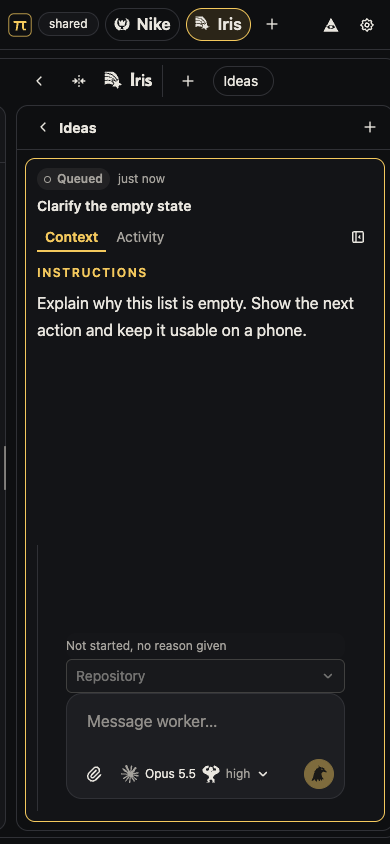 π
shared
Nike
Iris
Iris
Ideas
Ideas
Queued
just now
Clarify the empty state
Context
Activity
INSTRUCTIONS
Explain why this list is empty. Show the next
action and keep it usable on a phone.
Not started, no reason given
Repository
Message worker...
Opus 5.5
high